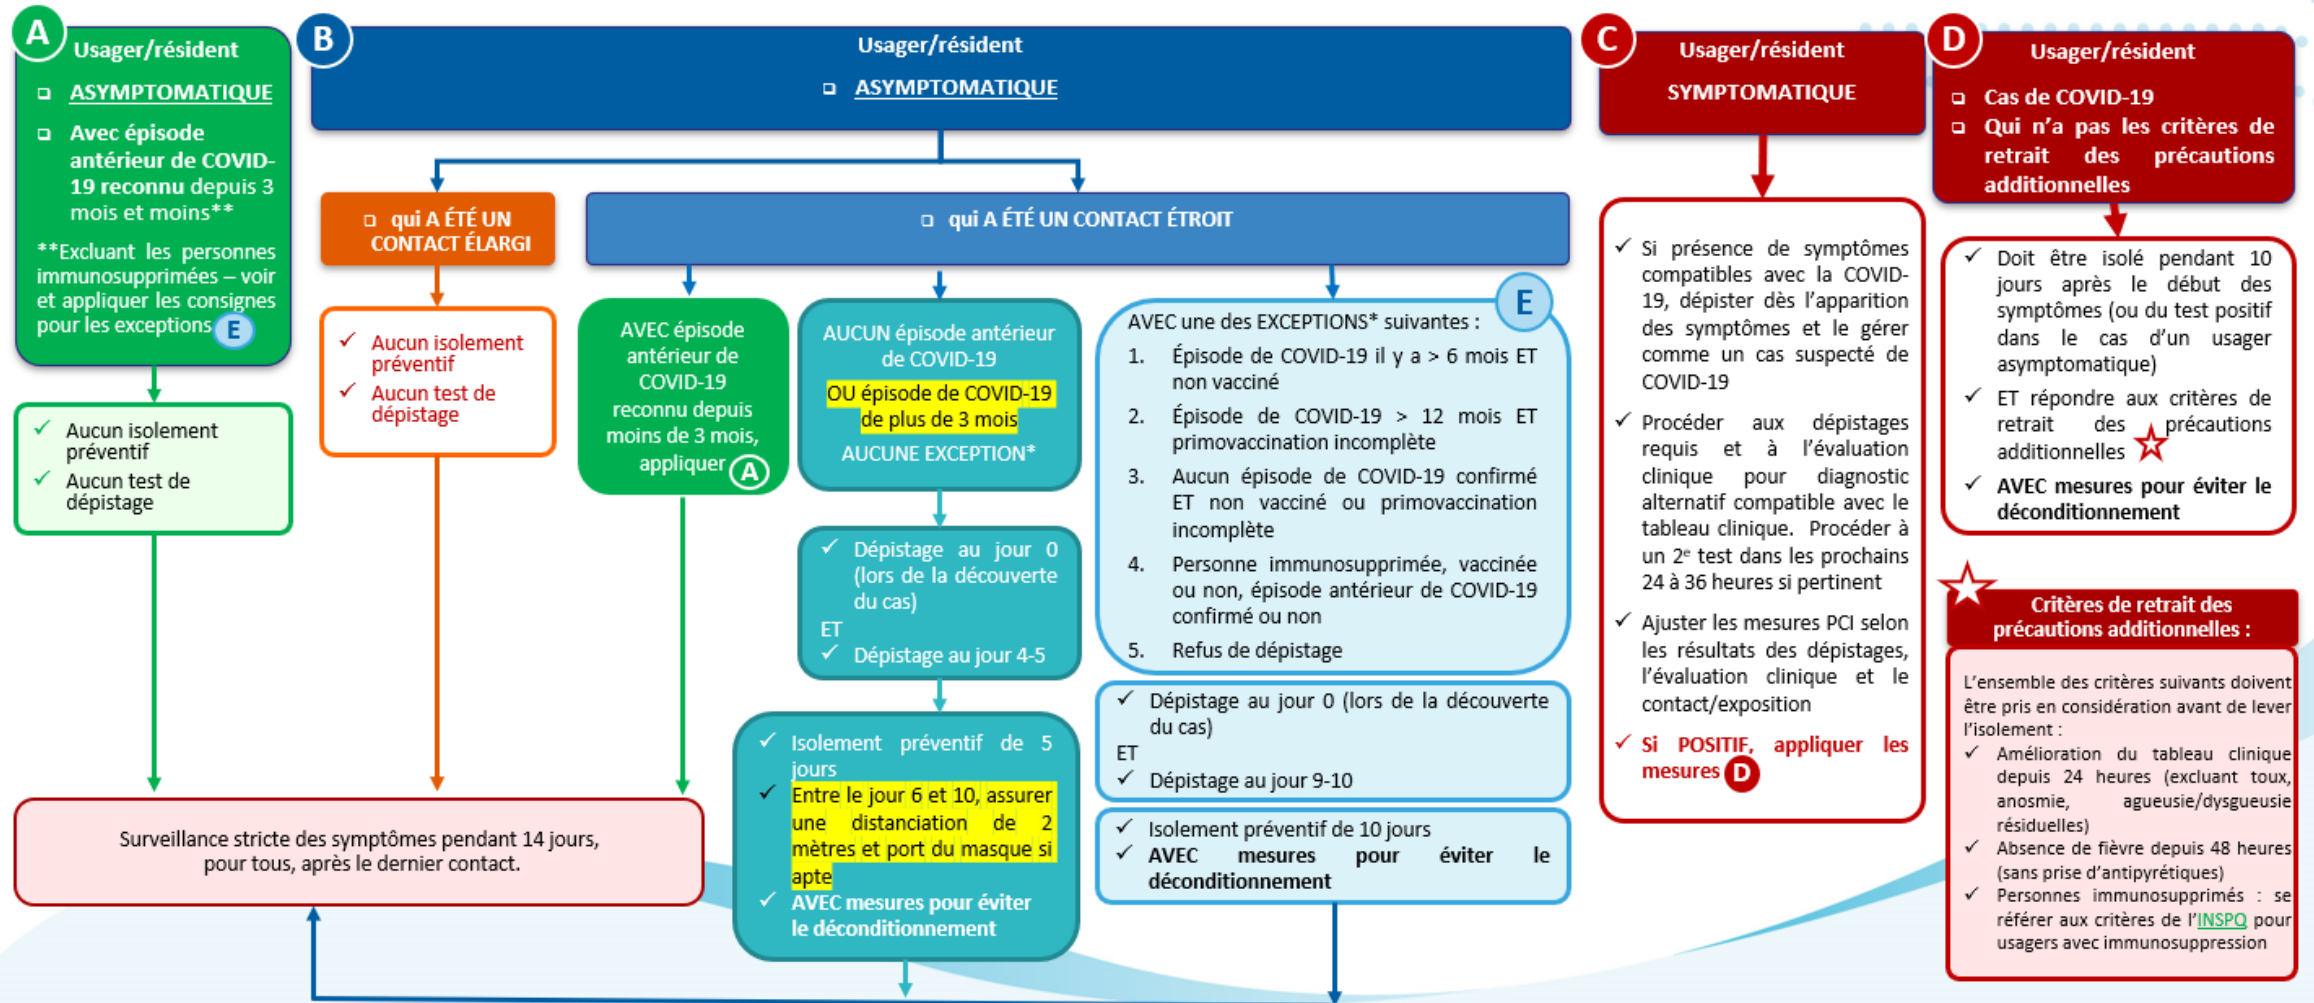 A
Usager/résident
ASYMPTOMATIQUE
Avec épisode
antérieur de COVID-
19 reconnu depuis 3
mois et moins**
**Excluant les personnes
immunosupprimées – voir
et appliquer les consignes
pour les exceptions E
Aucun isolement
préventif
Aucun test de
dépistage
B
Usager/résident
ASYMPTOMATIQUE
qui A ÉTÉ UN
CONTACT ÉLARGI
Aucun isolement
préventif
Aucun test de
dépistage
qui A ÉTÉ UN CONTACT ÉTROIT
AVEC épisode
antérieur de
COVID-19
reconnu depuis
moins de 3 mois,
appliquer A
AUCUN épisode antérieur
de COVID-19
OU épisode de COVID-19
de plus de 3 mois
AUCUNE EXCEPTION*
Dépistage au jour 0
(lors de la découverte
du cas)
ET
Dépistage au jour 4-5
Isolement préventif de 5
jours
Entre le jour 6 et 10, assurer
une distanciation de 2
mètres et port du masque si
apte
AVEC mesures pour éviter
le déconditionnement
E
AVEC une des EXCEPTIONS* suivantes :
1. Épisode de COVID-19 il y a > 6 mois ET
non vacciné
2. Épisode de COVID-19 > 12 mois ET
primovaccination incomplète
3. Aucun épisode de COVID-19 confirmé
ET non vacciné ou primovaccination
incomplète
4. Personne immunosupprimée, vaccinée
ou non, épisode antérieur de COVID-19
confirmé ou non
5. Refus de dépistage
Dépistage au jour 0 (lors de la découverte
du cas)
ET
Dépistage au jour 9-10
Isolement préventif de 10 jours
AVEC mesures pour éviter le
déconditionnement
Surveillance stricte des symptômes pendant 14 jours,
pour tous, après le dernier contact.
C
Usager/résident
SYMPTOMATIQUE
Si présence de symptômes
compatibles avec la COVID-
19, dépister dès l'apparition
des symptômes et le gérer
comme un cas suspecté de
COVID-19
Procéder aux dépistages
requis et à l'évaluation
clinique pour diagnostic
alternatif compatible avec le
tableau clinique. Procéder à
un 2e test dans les prochains
24 à 36 heures si pertinent
Ajuster les mesures PCI selon
les résultats des dépistages,
l'évaluation clinique et le
contact/exposition
Si POSITIF, appliquer les
mesures D
D
Usager/résident
Cas de COVID-19
Qui n'a pas les critères de
retrait des précautions
additionnelles
Doit être isolé pendant 10
jours après le début des
symptômes (ou du test positif
dans le cas d'un usager
asymptomatique)
ET répondre aux critères de
retrait des précautions
additionnelles
AVEC mesures pour éviter le
déconditionnement
Critères de retrait des
précautions additionnelles :
L'ensemble des critères suivants doivent
être pris en considération avant de lever
l'isolement :
Amélioration du tableau clinique
depuis 24 heures (excluant toux,
anosmie, agueusie/dysgueusie
résiduelles)
Absence de fièvre depuis 48 heures
(sans prise d'antipyrétiques)
Personnes immunosupprimés : se
référer aux critères de l'INSPQ pour
usagers avec immunosuppression